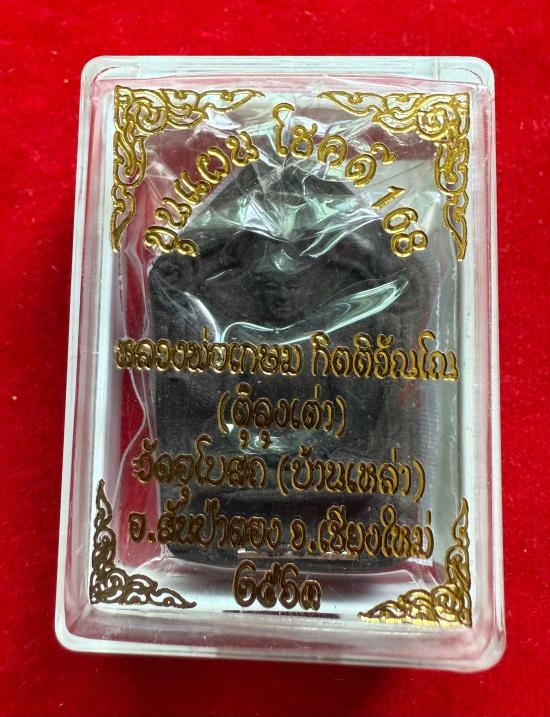 ขุนแผน โชคดี 168
หลวงพ่อเกษม กิตติวัณโณ
(ตุ๊ลุงเต่า)
วัดอุโบสถ (บ้านเหล่า)
อ.สันป่าตอง จ.เชียงใหม่
๒๕๖๓